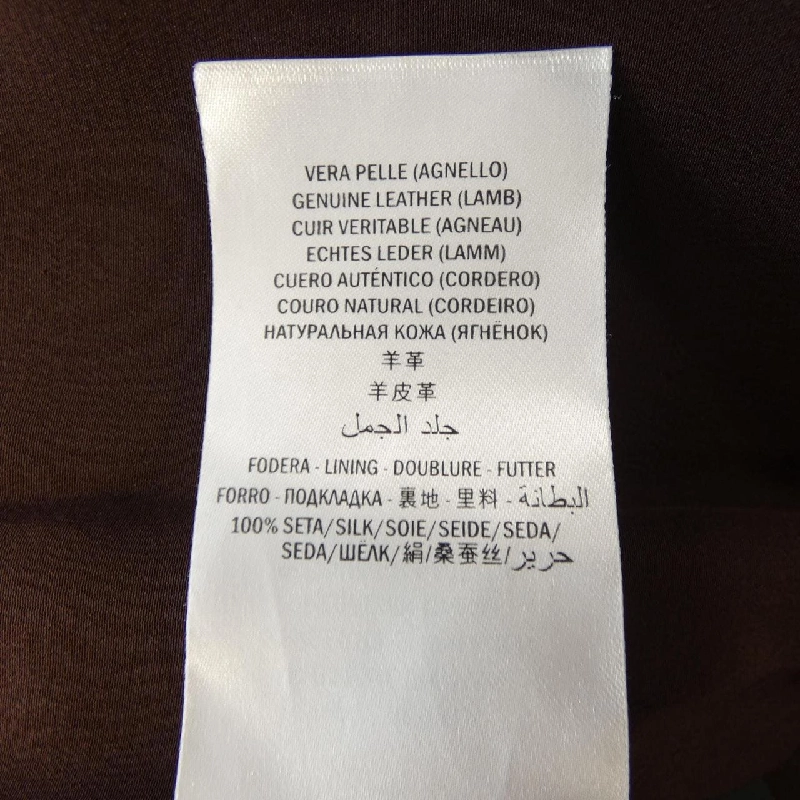 VERA PELLE (AGNELLO)
GENUINE LEATHER (LAMB)
CUIR VERITABLE (AGNEAU)
ECHTES LEDER (LAMM)
CUERO AUTÉNTICO (CORDERO)
COURO NATURAL (CORDEIRO)
НАТУРАЛЬНАЯ КОЖА (ЯГНЁНОК)
羊革
羊皮革
جلد الجمل
FODERA - LINING - DOUBLURE - FUTTER
FORRO - ПОДКЛАДКА - 裏地 - 里料 - البطانة
100% SETA/SILK/SOIE/SEIDE/SEDA/
SEDA/ШЁЛК/絹/桑蚕丝/حرير